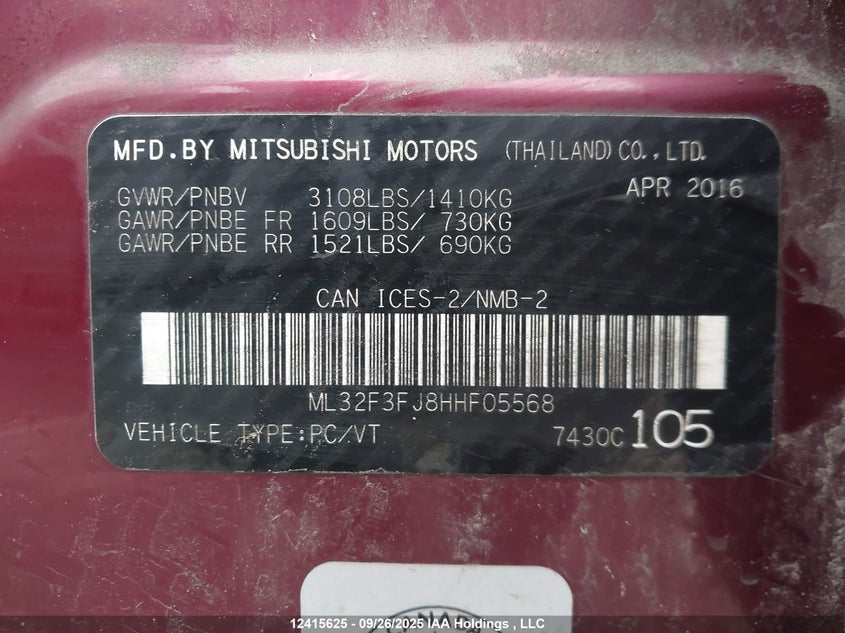 MFD.BY MITSUBISHI MOTORS (THAILAND) CO.,LTD.
APR 2016
GVWR/PNBV 3108LBS/1410KG
GAWR/PNBE FR 1609LBS/ 730KG
GAWR/PNBE RR 1521LBS/ 690KG
CAN ICES-2/NMB-2
ML32F3FJ8HHF05568
VEHICLE TYPE:PC/VT 7430C 105
12415625 - 09/26/2025 IAA Holdings , LLC